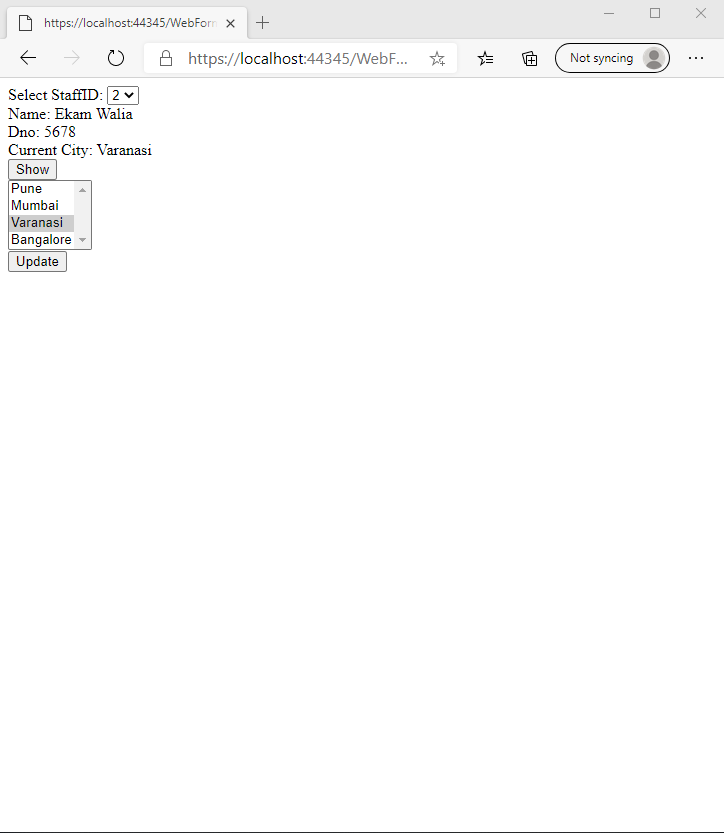 https://localhost:44345/WebForm
https://localhost:44345/WebF...
Not syncing
Select StaffID: 2
Name: Ekam Walia
Dno: 5678
Current City: Varanasi
Show
Pune
Mumbai
Varanasi
Bangalore
Update